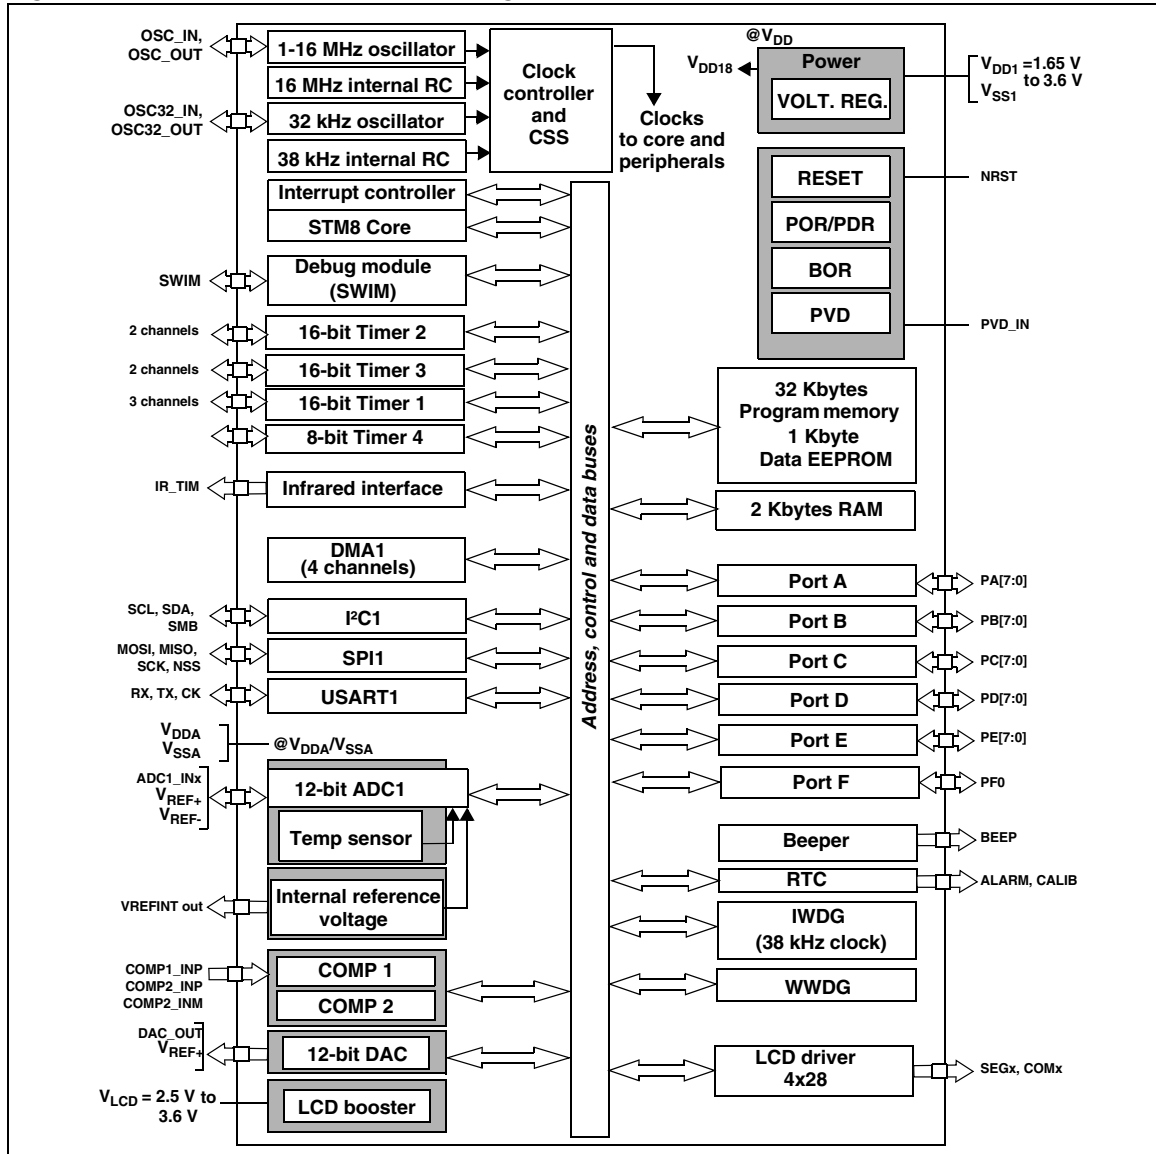 OSC_IN,
OSC_OUT
1-16 MHz oscillator
16 MHz internal RC
OSC32_IN,
OSC32_OUT
32 kHz oscillator
38 kHz internal RC
Clock
controller
and
CSS
Clocks
to core and
peripherals
@VDD
VDD18
Power
VOLT. REG.
VDD1 =1.65 V
to 3.6 V
VSS1
RESET
NRST
POR/PDR
BOR
PVD
PVD_IN
Interrupt controller
STM8 Core
SWIM
Debug module
(SWIM)
2 channels
16-bit Timer 2
2 channels
16-bit Timer 3
3 channels
16-bit Timer 1
8-bit Timer 4
IR_TIM
Infrared interface
DMA1
(4 channels)
SCL, SDA,
SMB
I²C1
MOSI, MISO,
SCK, NSS
SPI1
RX, TX, CK
USART1
VDDA
VSSA
@VDDA/VSSA
ADC1_INx
VREF+
VREF-
12-bit ADC1
Temp sensor
VREFINT out
Internal reference
voltage
COMP1_INP
COMP2_INP
COMP2_INM
COMP 1
COMP 2
DAC_OUT
VREF+
12-bit DAC
VLCD = 2.5 V to
3.6 V
LCD booster
Address, control and data buses
32 Kbytes
Program memory
1 Kbyte
Data EEPROM
2 Kbytes RAM
Port A
PA[7:0]
Port B
PB[7:0]
Port C
PC[7:0]
Port D
PD[7:0]
Port E
PE[7:0]
Port F
PF0
Beeper
BEEP
RTC
ALARM, CALIB
IWDG
(38 kHz clock)
WWDG
LCD driver
4x28
SEGx, COMx